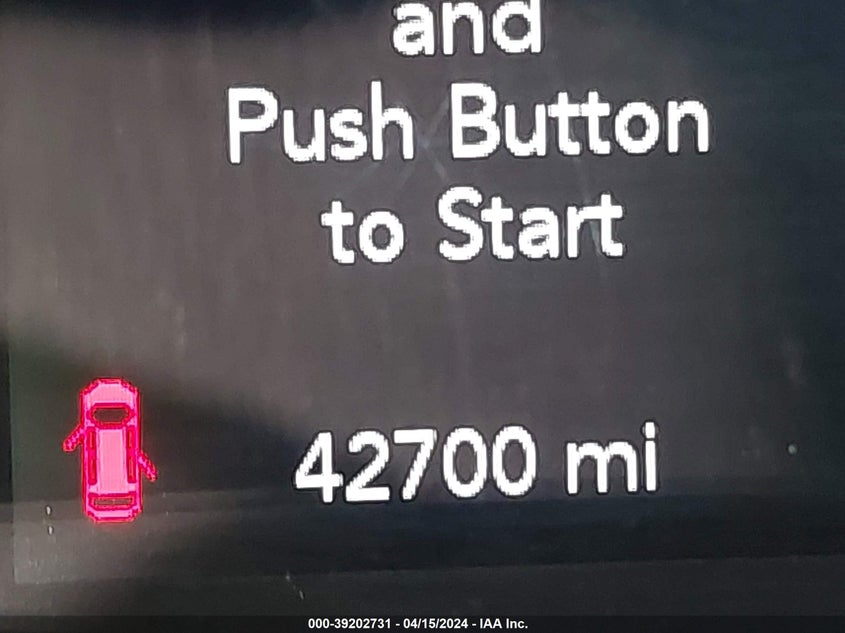 and
Push Button
to Start
42700 mi
000-39202731 - 04/15/2024 - IAA Inc.